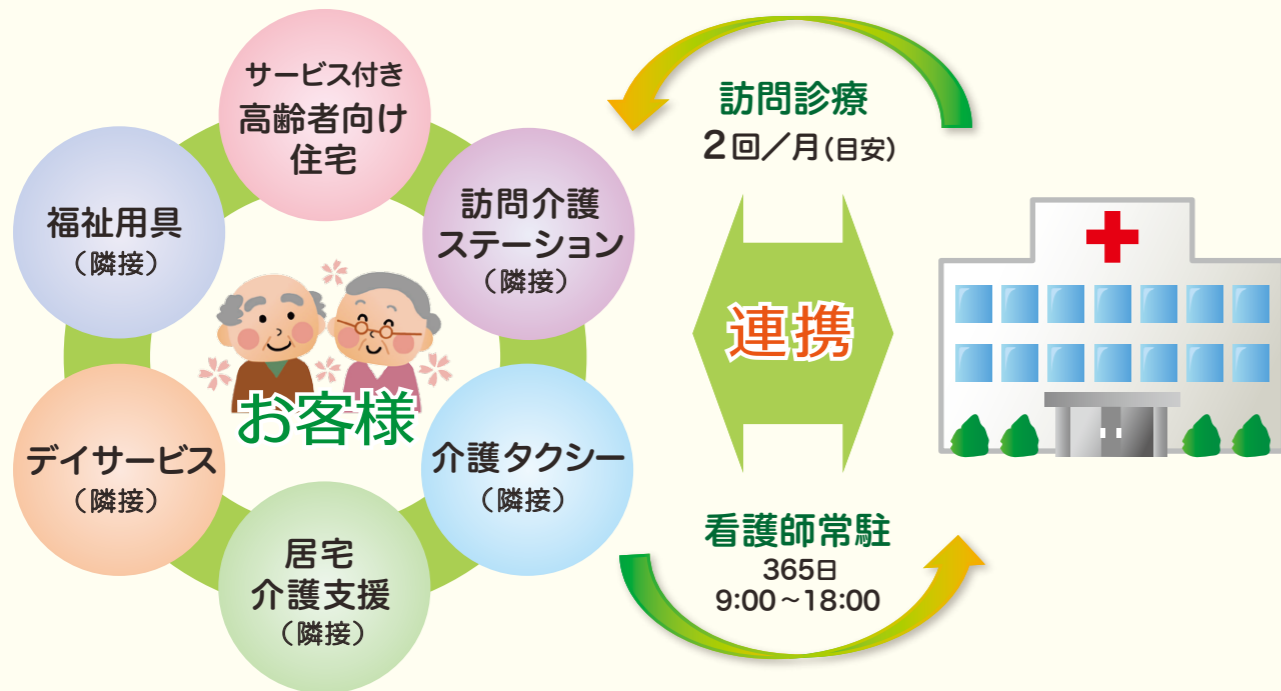 サービス付き
高齢者向け
住宅
訪問介護
ステーション
（隣接）
介護タクシー
（隣接）
居宅
介護支援
（隣接）
デイサービス
（隣接）
福祉用具
（隣接）
お客様
訪問診療
2回／月（目安）
連携
看護師常駐
365日
9:00～18:00